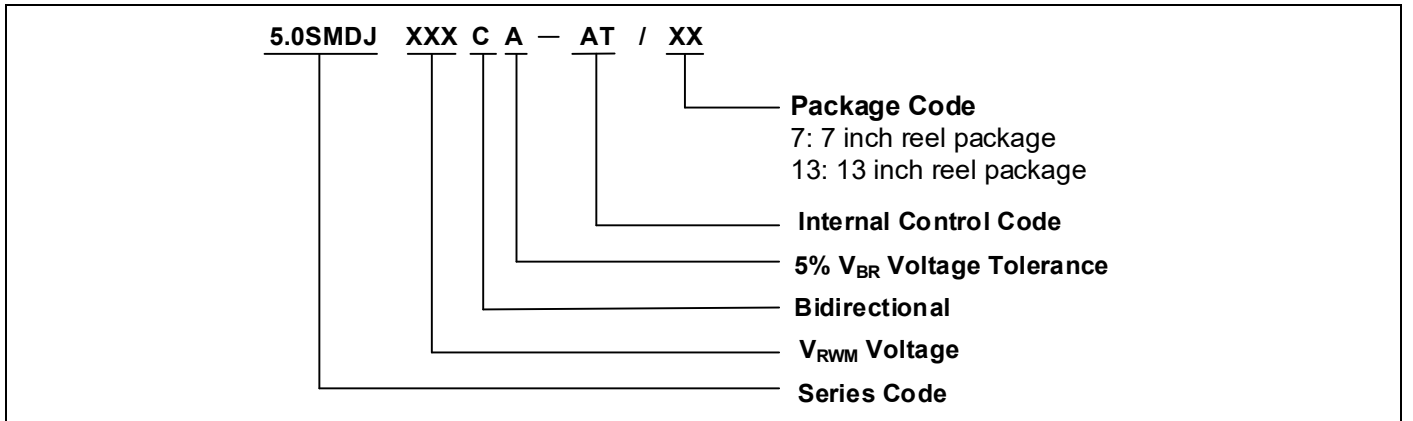 5.0SMDJ XXX C A — AT / XX
Package Code
7: 7 inch reel package
13: 13 inch reel package
Internal Control Code
5% VBR Voltage Tolerance
Bidirectional
VRWM Voltage
Series Code